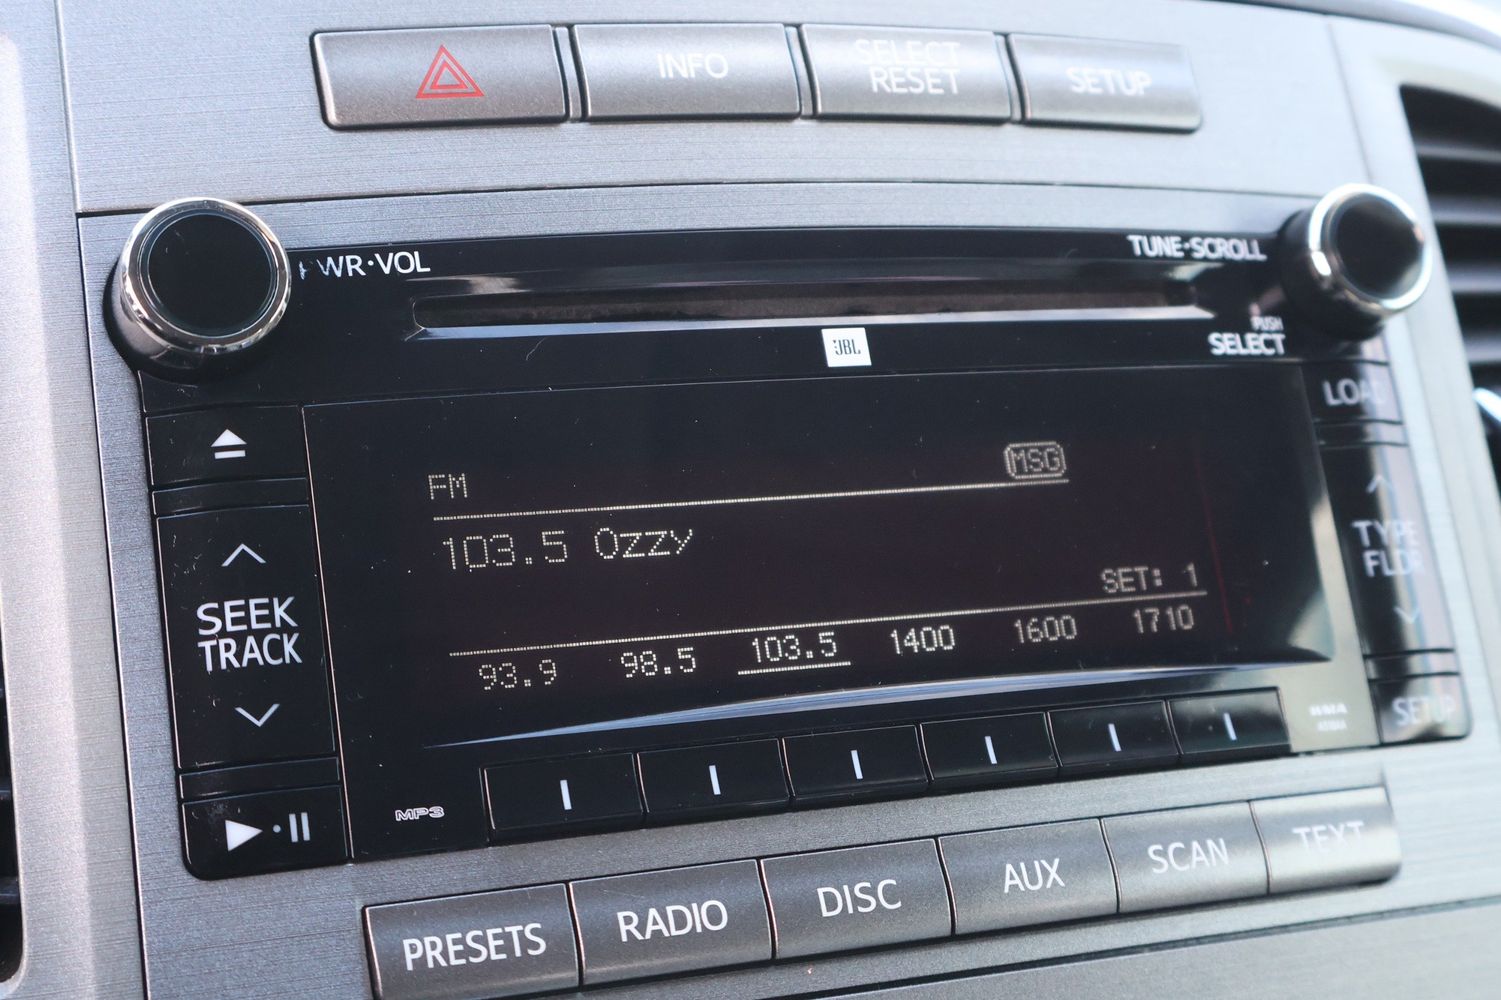 INFO
SELECT
RESET
SETUP
PWR·VOL
TUNE·SCROLL
JBL
PUSH
SELECT
LOAD
FM
MSG
103.5 Ozzy
SET: 1
93.9 98.5 103.5 1400 1600 1710
SEEK
TRACK
TYPE
FLDR
SETUP
MP3
WMA
PRESETS
RADIO
DISC
AUX
SCAN
TEXT